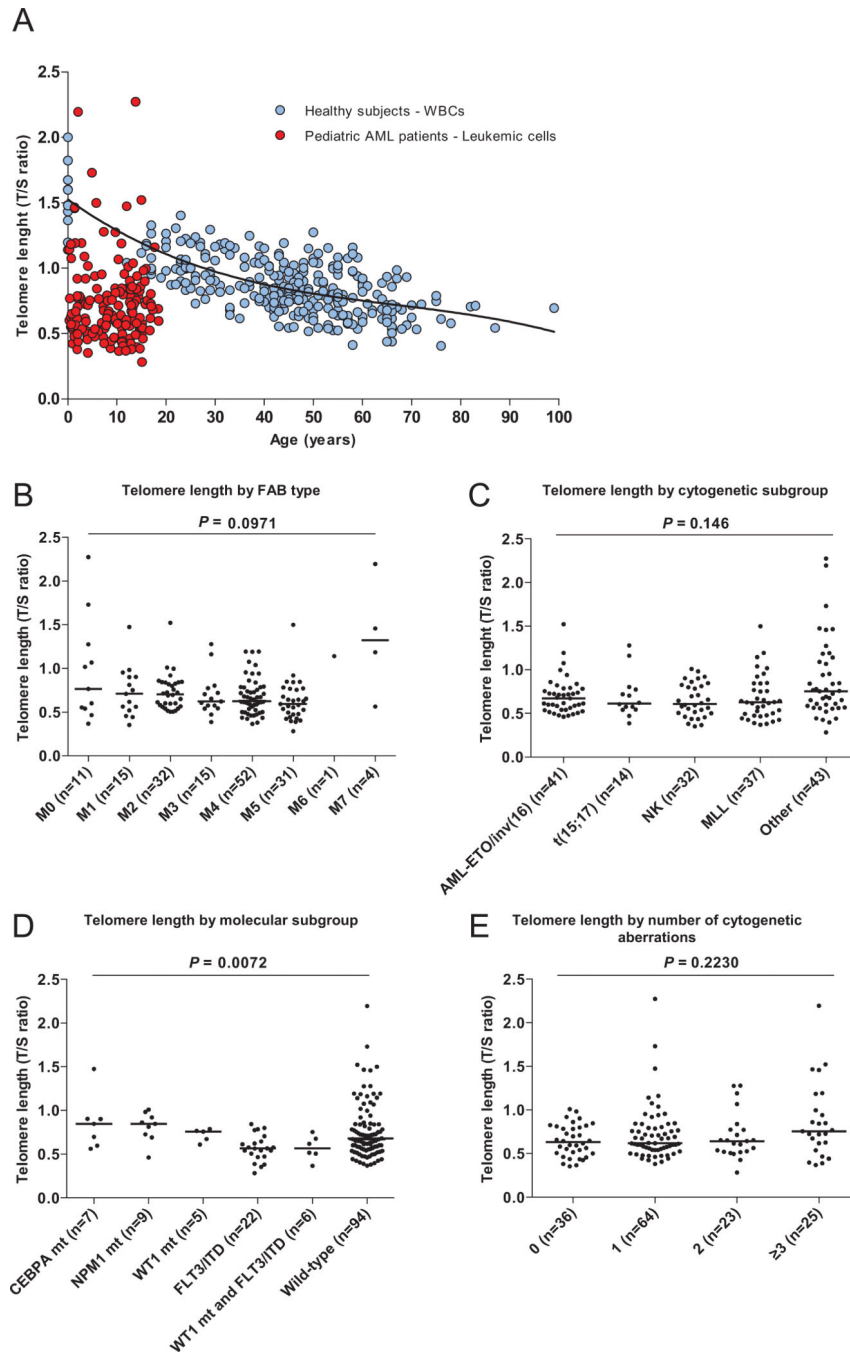 A
Telomere lenght (T/S ratio)
2.5
2.0
1.5
1.0
0.5
0.0
Healthy subjects - WBCs
Pediatric AML patients - Leukemic cells
0 10 20 30 40 50 60 70 80 90 100
Age (years)
B
Telomere length by FAB type
P = 0.0971
Telomere length (T/S ratio)
2.5
2.0
1.5
1.0
0.5
0.0
M0 (n=11)
M1 (n=15)
M2 (n=32)
M3 (n=15)
M4 (n=52)
M5 (n=31)
M6 (n=1)
M7 (n=4)
C
Telomere length by cytogenetic subgroup
P = 0.146
Telomere lenght (T/S ratio)
2.5
2.0
1.5
1.0
0.5
0.0
AML-ETO/inv(16) (n=41)
t(15;17) (n=14)
NK (n=32)
MLL (n=37)
Other (n=43)
D
Telomere length by molecular subgroup
P = 0.0072
Telomere length (T/S ratio)
2.5
2.0
1.5
1.0
0.5
0.0
CEBPA mt (n=7)
NPM1 mt (n=9)
WT1 mt (n=5)
FLT3/ITD (n=22)
WT1 mt and FLT3/ITD (n=6)
Wild-type (n=94)
E
Telomere length by number of cytogenetic
aberrations
P = 0.2230
Telomere length (T/S ratio)
2.5
2.0
1.5
1.0
0.5
0.0
0 (n=36)
1 (n=64)
2 (n=23)
≥3 (n=25)